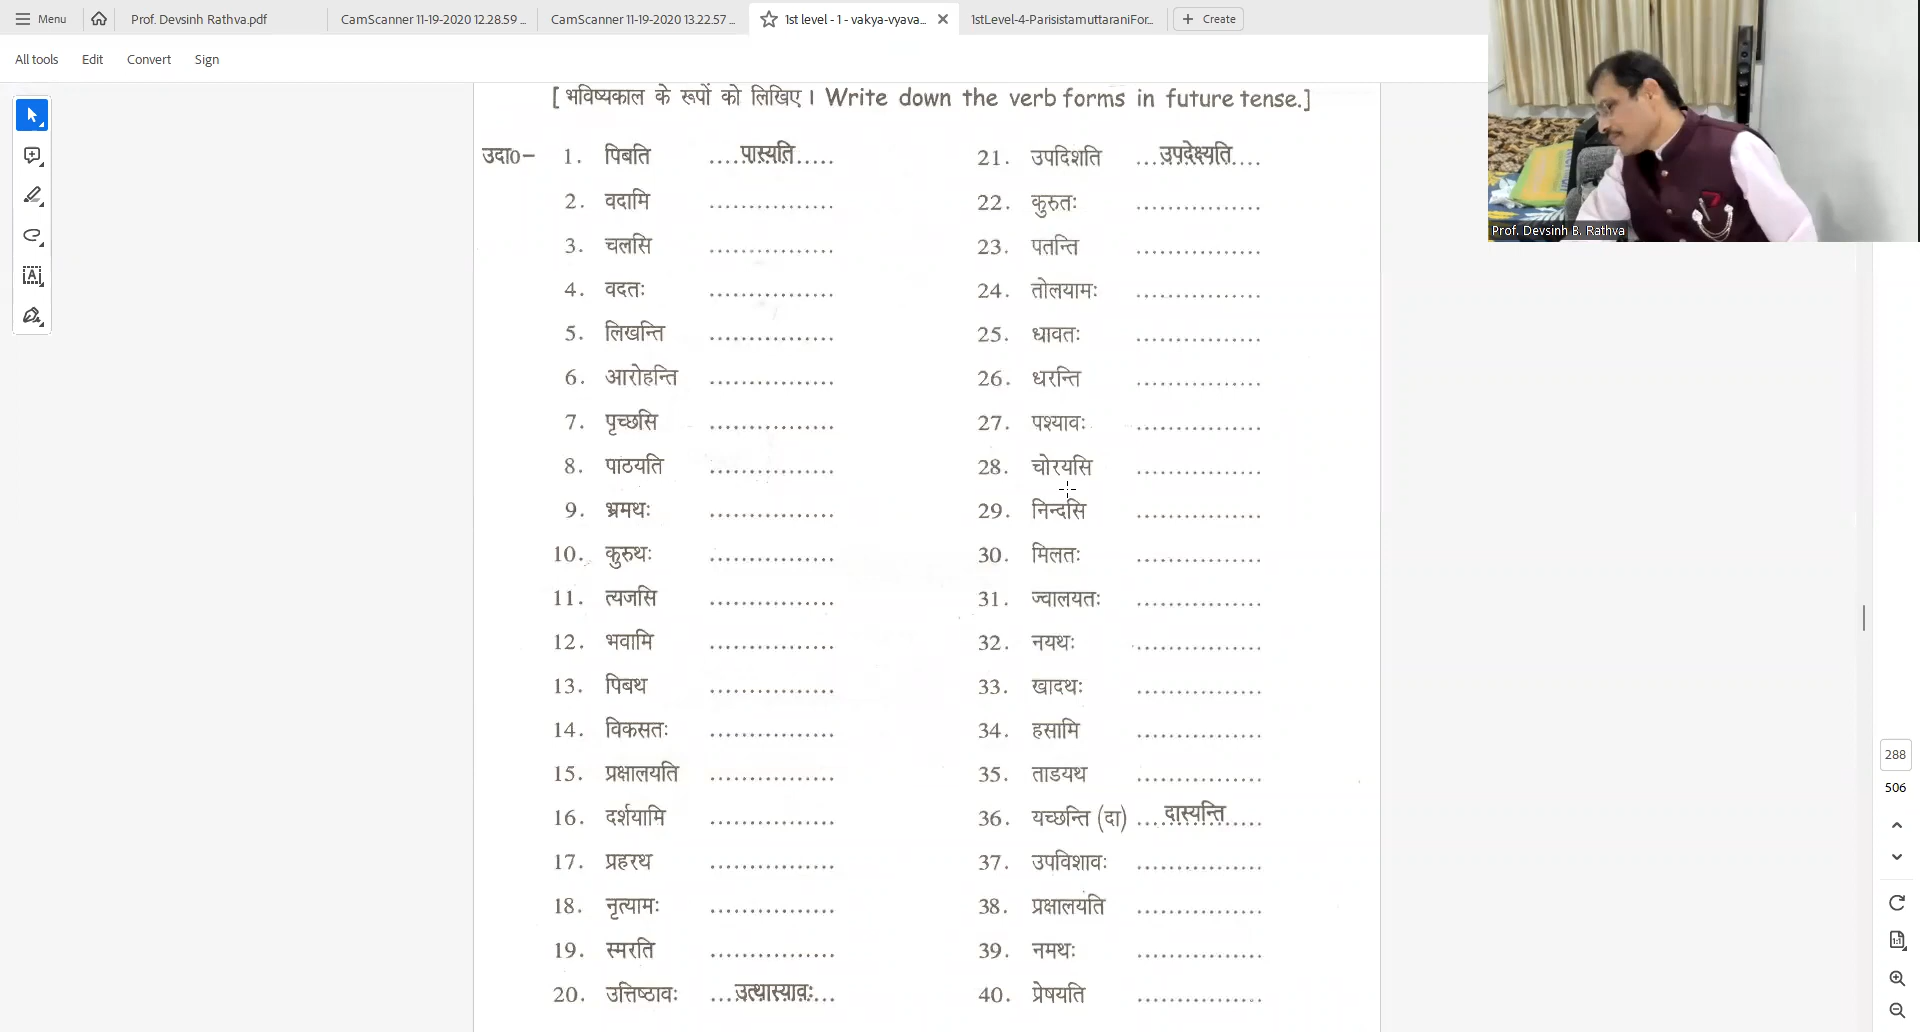 Menu
Prof. Devsinh Rathva.pdf
CamScanner 11-19-2020 12.28.59 ...
CamScanner 11-19-2020 13.22.57 ...
1st level - 1 - vakya-vyava...
1stLevel-4-ParisistamuttaraniFor...
Create
All tools Edit Convert Sign
[ भविष्यकाल के रूपों को लिखिए । Write down the verb forms in future tense.]
उदा०– 1. पिबति ....पास्यति.....
2. वदामि ................
3. चलसि ................
4. वदतः ................
5. लिखन्ति ................
6. आरोहन्ति ................
7. पृच्छसि ................
8. पाठयति ................
9. भ्रमथः ................
10. कुरुथः ................
11. त्यजसि ................
12. भवामि ................
13. पिबथ ................
14. विकसतः ................
15. प्रक्षालयति ................
16. दर्शयामि ................
17. प्रहरथ ................
18. नृत्यामः ................
19. स्मरति ................
20. उत्तिष्ठावः ...उत्थास्यावः...
21. उपदिशति ...उपदेक्ष्यति....
22. कुरुतः ................
23. पतन्ति ................
24. तोलयामः ................
25. धावतः ................
26. धरन्ति ................
27. पश्यावः ................
28. चोरयसि ................
29. निन्दसि ................
30. मिलतः ................
31. ज्वालयतः ................
32. नयथः ................
33. खादथः ................
34. हसामि ................
35. ताडयथ ................
36. यच्छन्ति (दा) ....दास्यन्ति.....
37. उपविशावः ................
38. प्रक्षालयति ................
39. नमथः ................
40. प्रेषयति ................
Prof. Devsinh B. Rathva
288
506